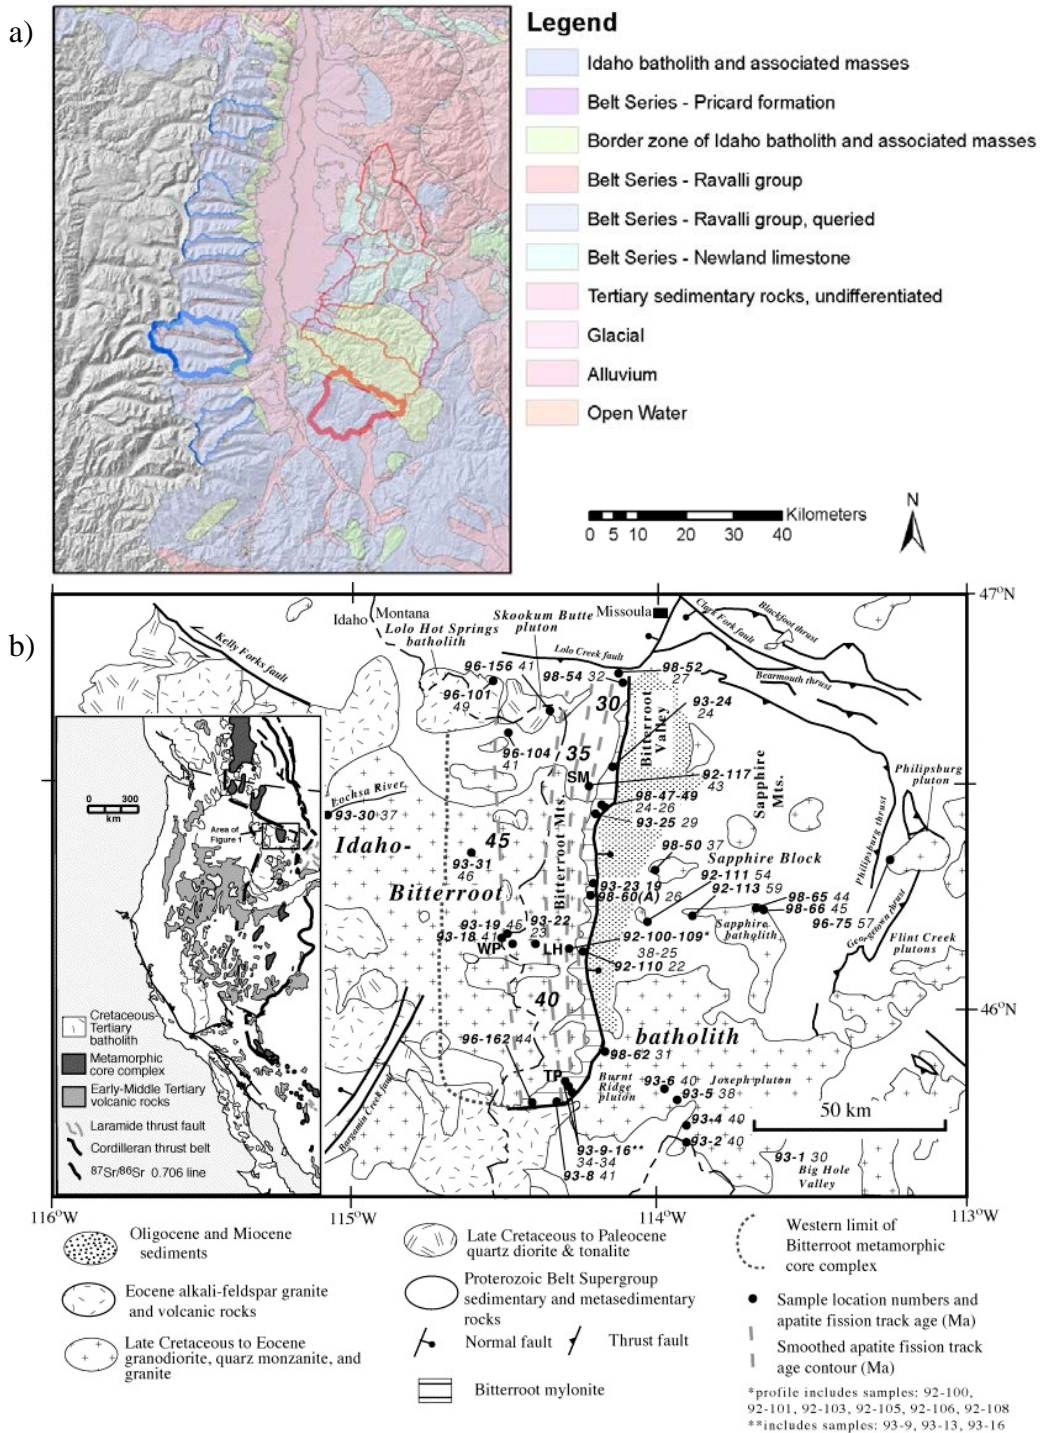 a)
Legend
Idaho batholith and associated masses
Belt Series - Pricard formation
Border zone of Idaho batholith and associated masses
Belt Series - Ravalli group
Belt Series - Ravalli group, queried
Belt Series - Newland limestone
Tertiary sedimentary rocks, undifferentiated
Glacial
Alluvium
Open Water
N
0 5 10 20 30 40 Kilometers
b)
47°N
Idaho
Montana
Skookum Butte
pluton
Missoula
Lolo Hot Springs
batholith
Kelly Forks fault
Lolo Creek fault
Clark Fork fault
Blackfoot thrust
Bearmouth thrust
96-156 41
98-54 32
98-52
27
96-101
49
30
93-24
24
Bitterroot
Valley
96-104
41
35
SM
92-117
43
Sapphire
Mts.
Philipsburg
pluton
98-47-49
24-26
93-25 29
Lochsa River
93-30 37
Idaho-
45
93-31
46
Bitterroot Mts.
98-50 37
Sapphire Block
Philipsburg thrust
Bitterroot
93-23 19
98-60(A) 26
92-111 54
92-113 59
98-65 44
98-66 45
96-75 57
Georgetown thrust
93-19 45
93-18 41
93-22
23
WP
LH
92-100-109*
38-25
92-110 22
Sapphire
batholith
Flint Creek
plutons
40
46°N
batholith
96-162 44
98-62 31
TP
Burnt
Ridge
pluton
93-6 40
Joseph pluton
93-5 38
93-4 40
93-2 40
50 km
Bargamin Creek fault
93-9-16**
34-34
93-8 41
93-1 30
Big Hole
Valley
0 300
km
Area of
Figure 1
Cretaceous-
Tertiary
batholith
Metamorphic
core complex
Early-Middle Tertiary
volcanic rocks
Laramide thrust fault
Cordilleran thrust belt
87Sr/86Sr 0.706 line
116°W
115°W
114°W
113°W
Oligocene and Miocene
sediments
Eocene alkali-feldspar granite
and volcanic rocks
Late Cretaceous to Eocene
granodiorite, quarz monzanite, and
granite
Late Cretaceous to Paleocene
quartz diorite & tonalite
Proterozoic Belt Supergroup
sedimentary and metasedimentary
rocks
Normal fault
Thrust fault
Bitterroot mylonite
Western limit of
Bitterroot metamorphic
core complex
Sample location numbers and
apatite fission track age (Ma)
Smoothed apatite fission track
age contour (Ma)
*profile includes samples: 92-100,
92-101, 92-103, 92-105, 92-106, 92-108
**includes samples: 93-9, 93-13, 93-16